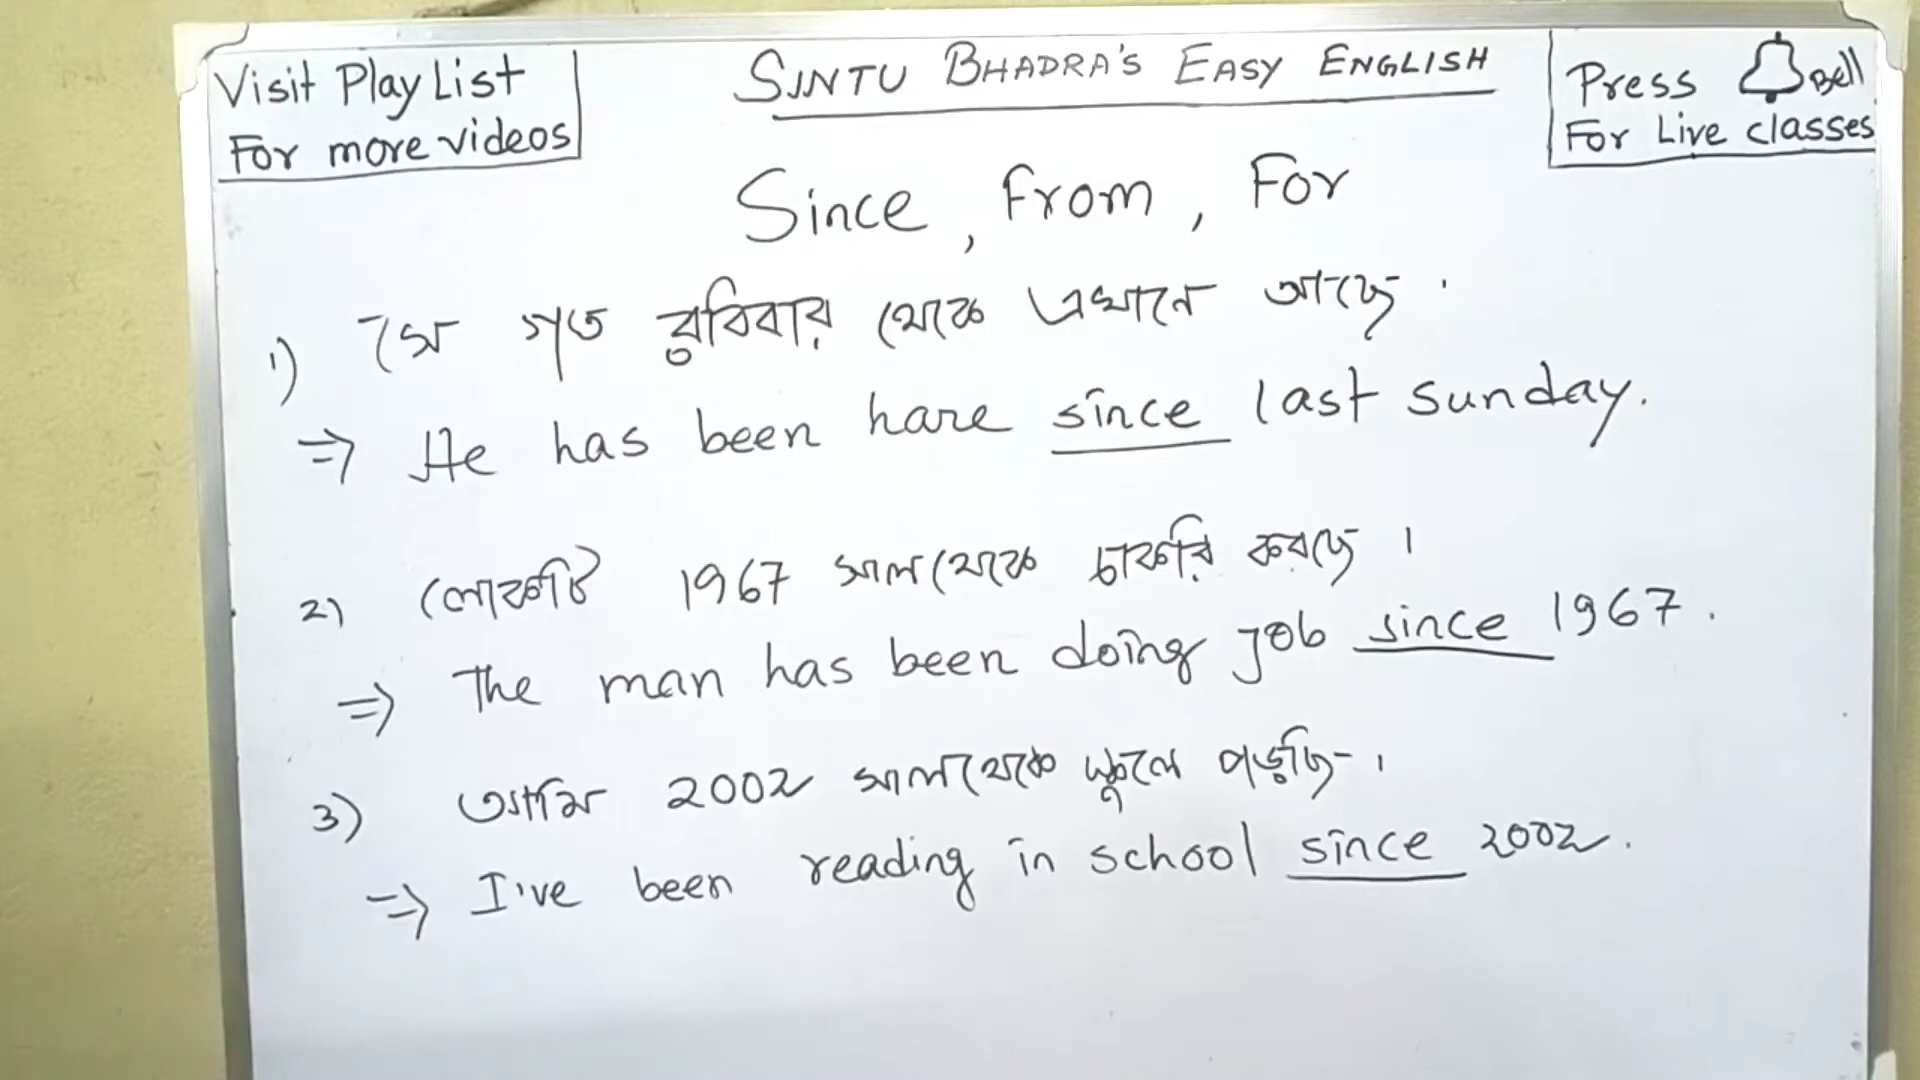 Visit Play List
For more videos
SINTU BHADRA'S EASY ENGLISH
Press Bell
For Live classes
Since, From, For
1) সে গত রবিবার থেকে এখানে আছে.
⇒ He has been hare since last sunday.
2) লোকটি 1967 সাল থেকে চাকরি করছে।
⇒ The man has been doing job since 1967.
3) আমি 2002 সাল থেকে স্কুলে পড়ছি।
⇒ I've been reading in school since 2002.